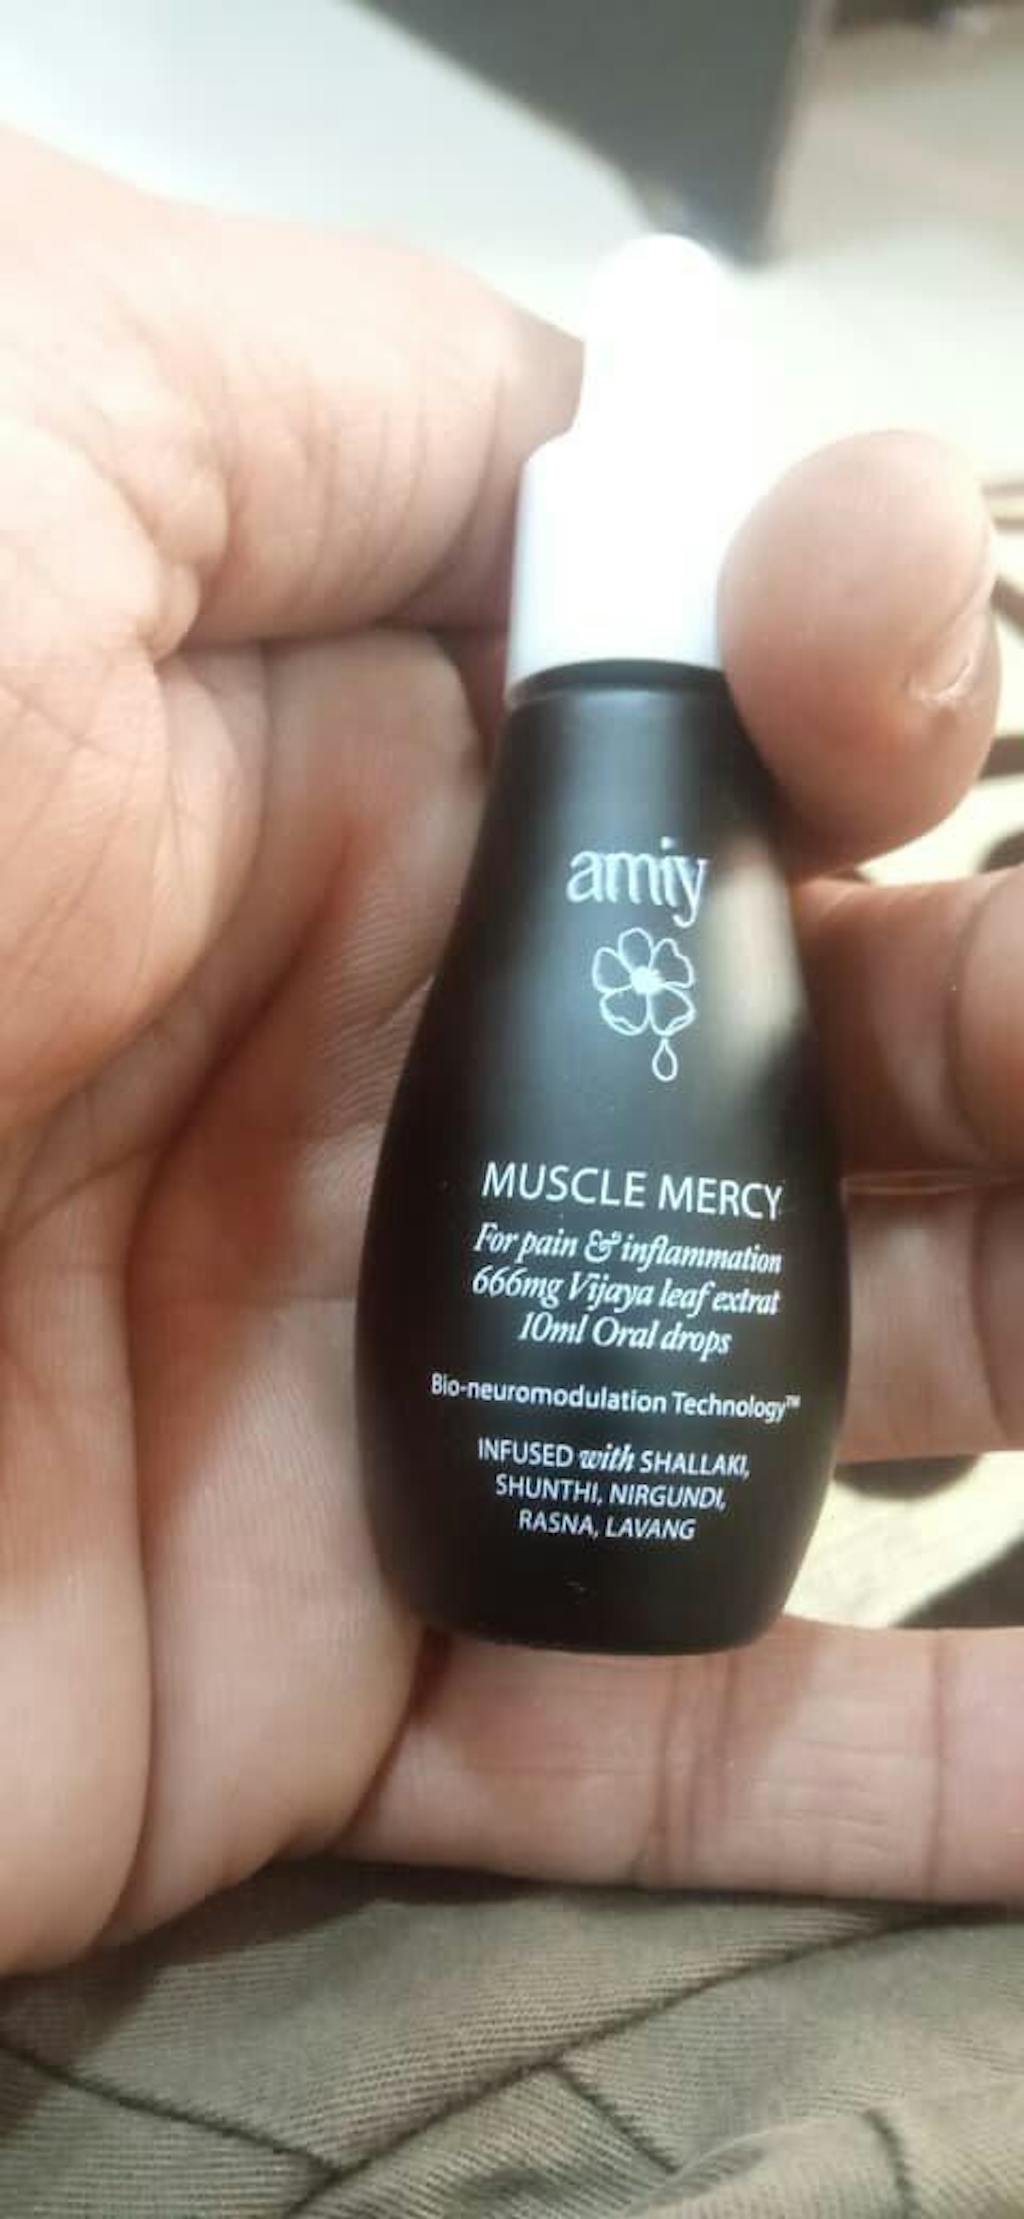 amiy
MUSCLE MERCY
For pain & inflammation
666mg Vijaya leaf extrat
10ml Oral drops
Bio-neuromodulation Technology™
INFUSED with SHALLAKI,
SHUNTHI, NIRGUNDI,
RASNA, LAVANG